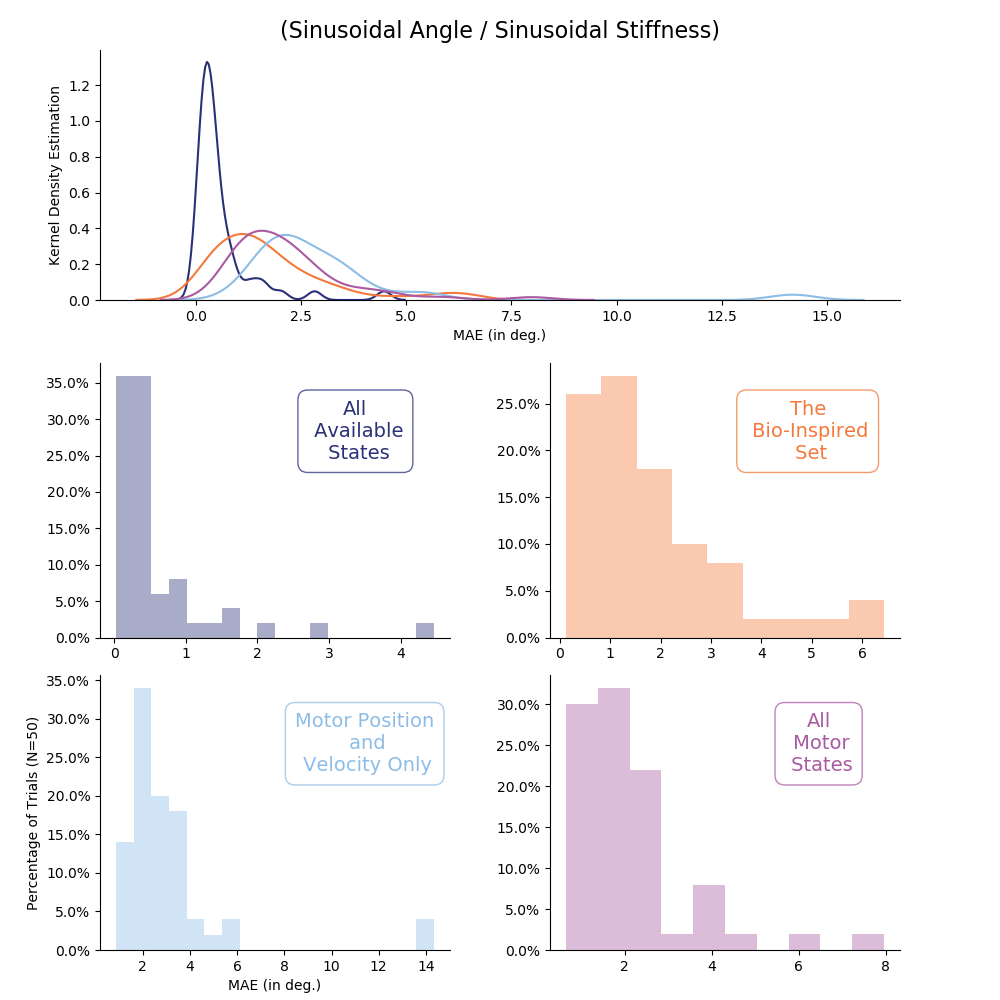 (Sinusoidal Angle / Sinusoidal Stiffness)
Kernel Density Estimation
1.2
1.0
0.8
0.6
0.4
0.2
0.0
0.0 2.5 5.0 7.5 10.0 12.5 15.0
MAE (in deg.)
35.0%
30.0%
25.0%
20.0%
15.0%
10.0%
5.0%
0.0%
All
Available
States
0 1 2 3 4
25.0%
20.0%
15.0%
10.0%
5.0%
0.0%
The
Bio-Inspired
Set
0 1 2 3 4 5 6
Percentage of Trials (N=50)
35.0%
30.0%
25.0%
20.0%
15.0%
10.0%
5.0%
0.0%
Motor Position
and
Velocity Only
2 4 6 8 10 12 14
MAE (in deg.)
30.0%
25.0%
20.0%
15.0%
10.0%
5.0%
0.0%
All
Motor
States
2 4 6 8